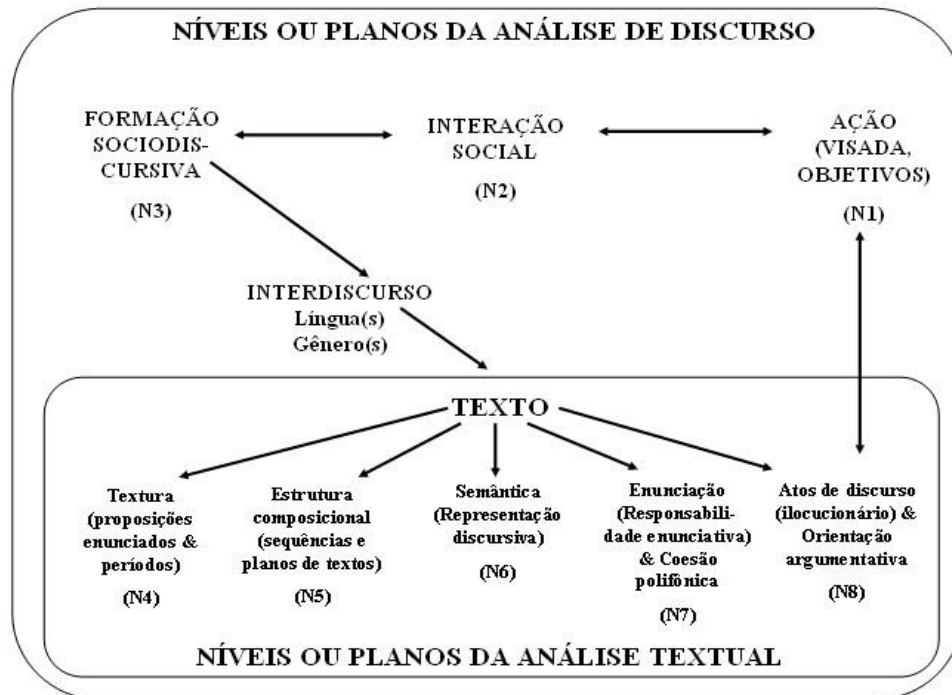 NÍVEIS OU PLANOS DA ANÁLISE DE DISCURSO
FORMAÇÃO
SOCIODIS-
CURSIVA
(N3)
INTERAÇÃO
SOCIAL
(N2)
AÇÃO
(VISADA,
OBJETIVOS)
(N1)
INTERDISCURSO
Língua(s)
Gênero(s)
TEXTO
Textura
(proposições
enunciados &
períodos)
(N4)
Estrutura
composicional
(sequências e
planos de textos)
(N5)
Semântica
(Representação
discursiva)
(N6)
Enunciação
(Responsabili-
dade enunciativa)
& Coesão
polifônica
(N7)
Atos de discurso
(ilocucionário) &
Orientação
argumentativa
(N8)
NÍVEIS OU PLANOS DA ANÁLISE TEXTUAL